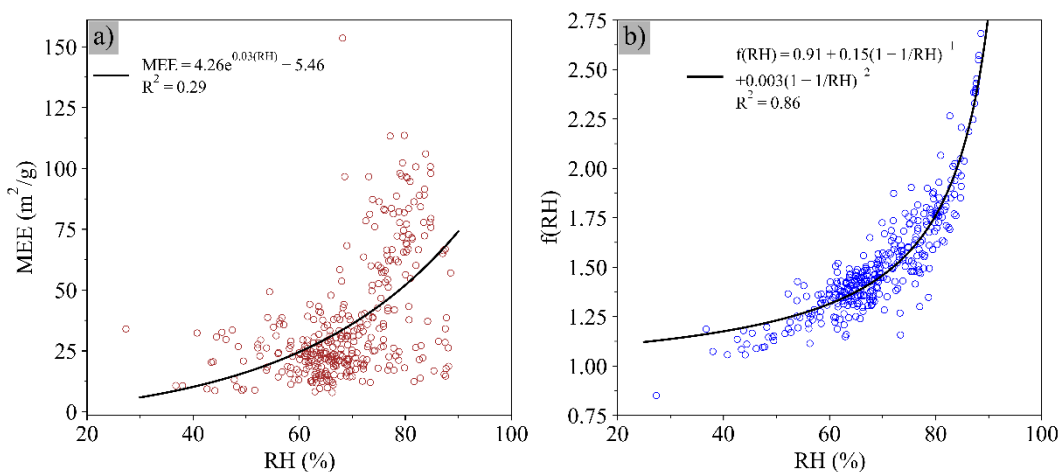 a)
MEE = 4.26e^0.03(RH) − 5.46
R^2 = 0.29
150
125
100
75
50
25
0
MEE (m^2/g)
20 40 60 80 100
RH (%)
b)
f(RH) = 0.91 + 0.15(1 − 1/RH)^1
+0.003(1 − 1/RH)^2
R^2 = 0.86
2.75
2.50
2.25
2.00
1.75
1.50
1.25
1.00
0.75
f(RH)
20 40 60 80 100
RH (%)